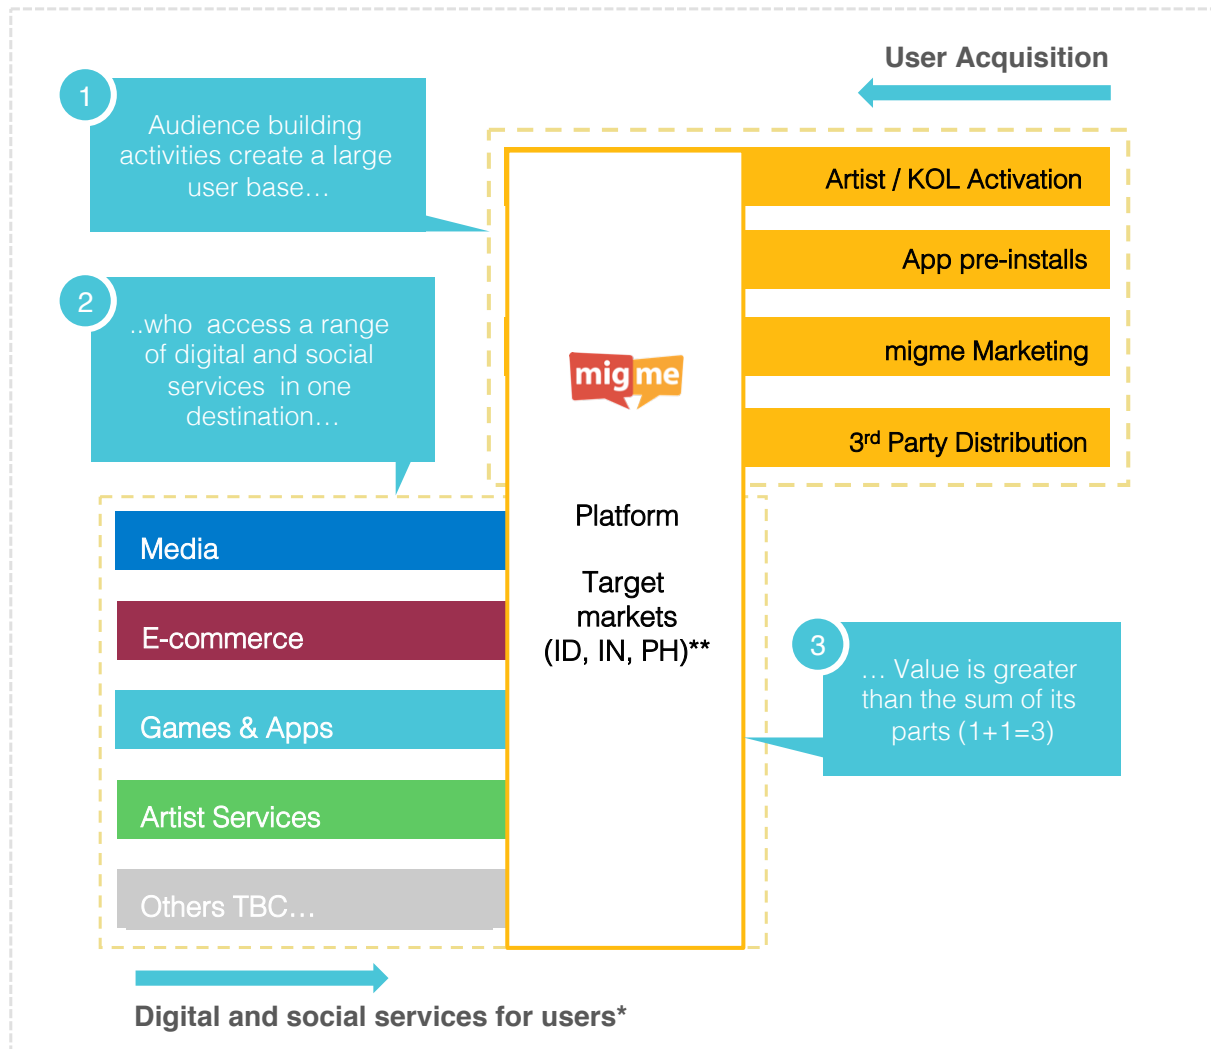 User Acquisition
1
Audience building
activities create a large
user base…
Artist / KOL Activation
App pre-installs
migme Marketing
3rd Party Distribution
2
..who access a range
of digital and social
services in one
destination…
migme
Platform
Target
markets
(ID, IN, PH)**
Media
E-commerce
Games & Apps
Artist Services
Others TBC…
3
… Value is greater
than the sum of its
parts (1+1=3)
Digital and social services for users*